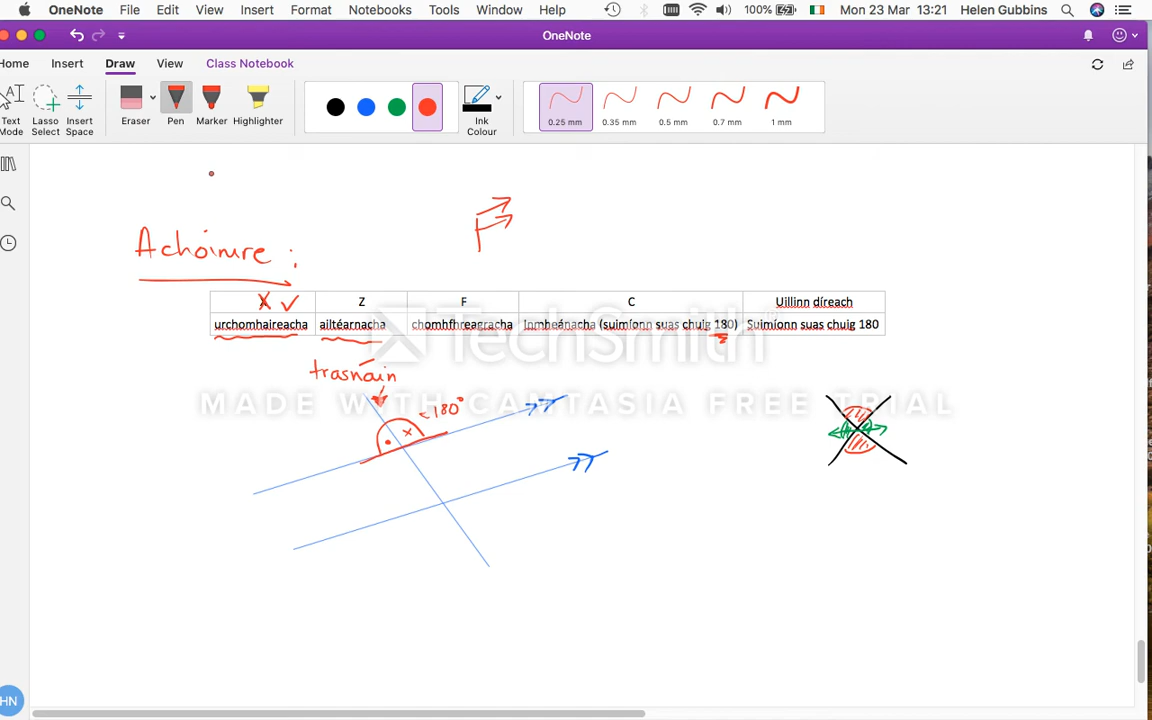 OneNote File Edit View Insert Format Notebooks Tools Window Help 100% Mon 23 Mar 13:21 Helen Gubbins
OneNote
Home Insert Draw View Class Notebook
Text Mode
Lasso Select
Insert Space
Eraser
Pen
Marker
Highlighter
Ink Colour
0.25 mm 0.35 mm 0.5 mm 0.7 mm 1 mm
F
Achoimre :
X Z F C Uillinn díreach
urchomhaireacha ailtéarnacha chomhfhreagracha Iomheánacha (suimíonn suas chuig 180) Suimíonn suas chuig 180
TechSmith
trasnáin
MADE WITH CAMTASIA FREE TRIAL
180°
x
HN